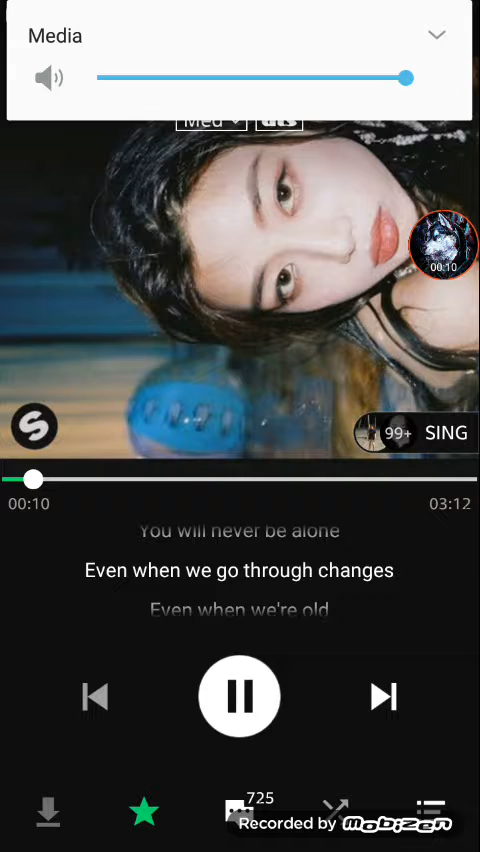 Media
Med
dts
00:10
S
99+ SING
00:10 03:12
You will never be alone
Even when we go through changes
Even when we're old
725
Recorded by Mobizen